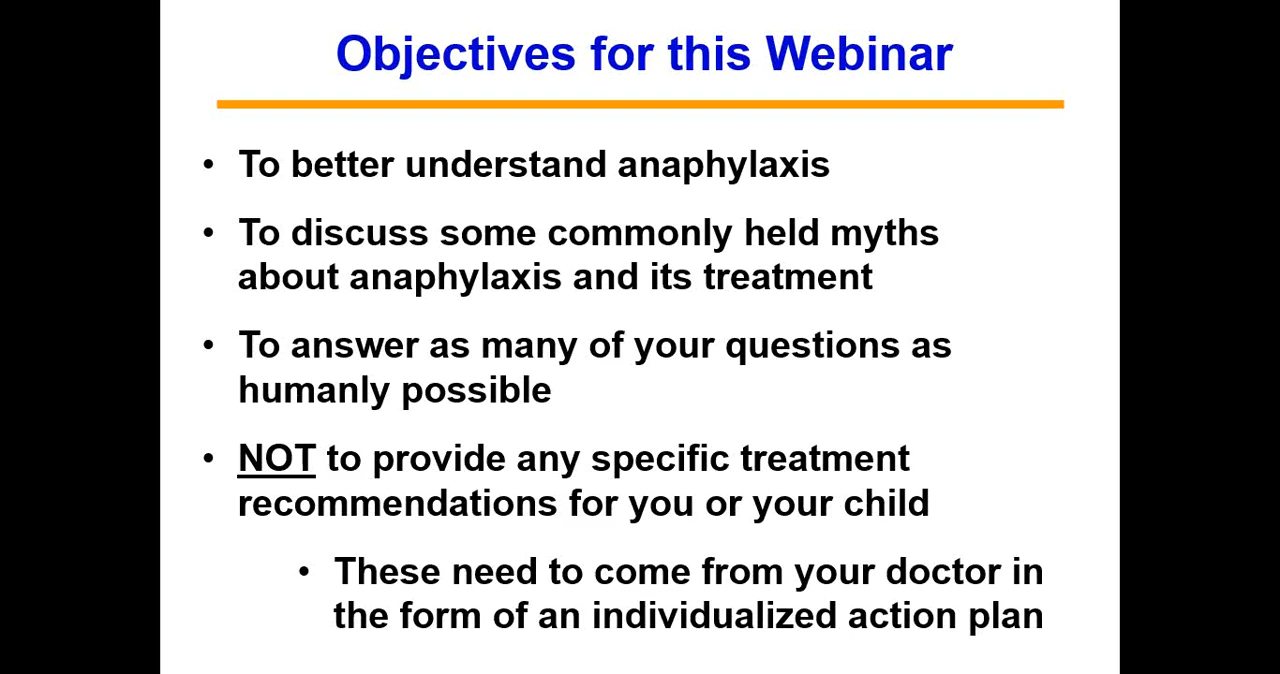 Objectives for this Webinar
• To better understand anaphylaxis
• To discuss some commonly held myths
about anaphylaxis and its treatment
• To answer as many of your questions as
humanly possible
• NOT to provide any specific treatment
recommendations for you or your child
• These need to come from your doctor in
the form of an individualized action plan